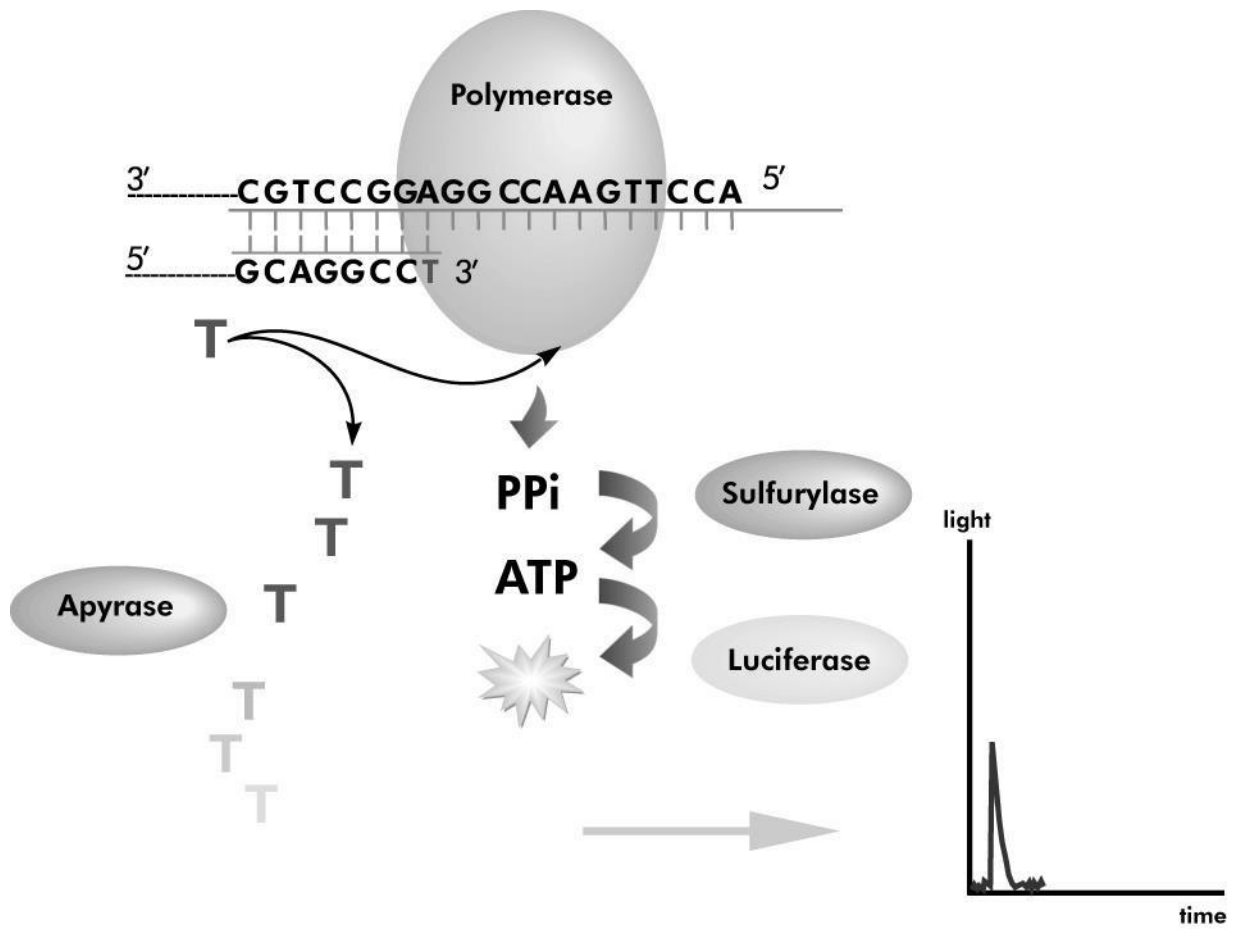 Polymerase
3′ CGTCCGGAGGCCAAGTTCCA 5′
5′ GCAGGCCT 3′
T
T
PPi
Sulfurylase
light
T
ATP
Apyrase
T
Luciferase
T
T
T
time